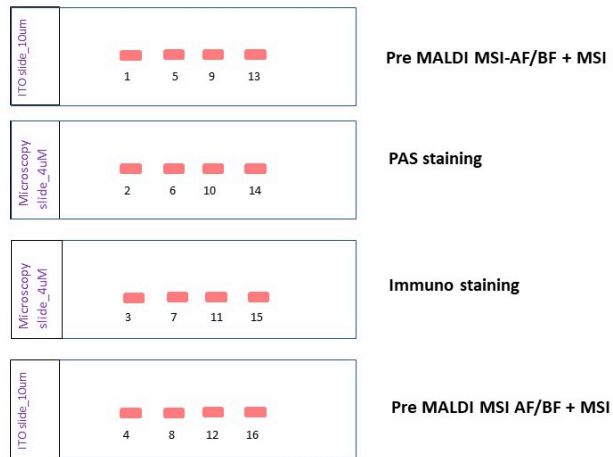 ITO slide_10um
1 5 9 13
Pre MALDI MSI-AF/BF + MSI
Microscopy
slide_4uM
2 6 10 14
PAS staining
Microscopy
slide_4uM
3 7 11 15
Immuno staining
ITO slide_10um
4 8 12 16
Pre MALDI MSI AF/BF + MSI